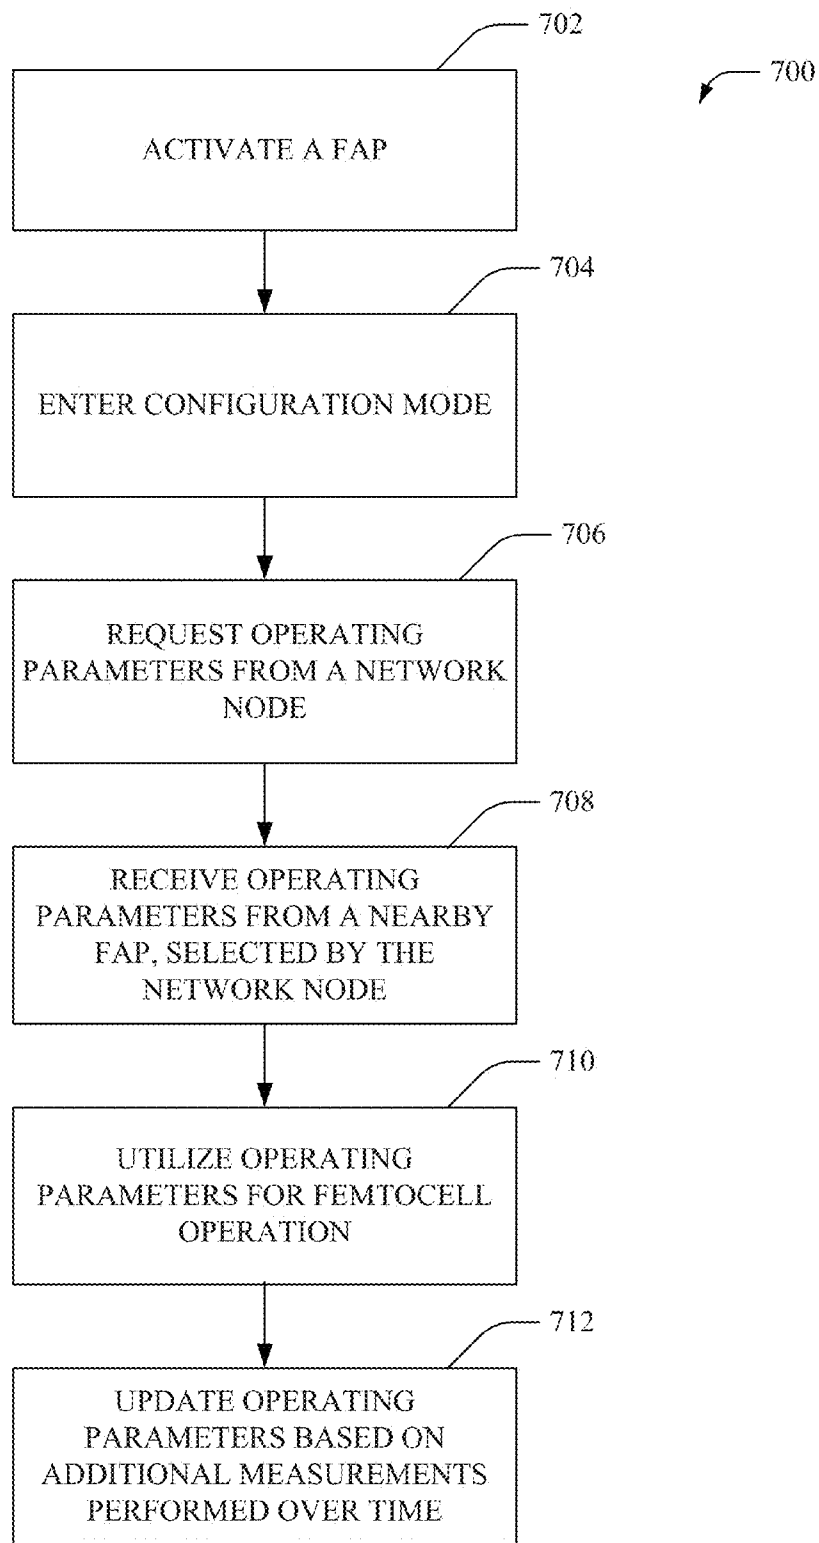 702
700
ACTIVATE A FAP
704
ENTER CONFIGURATION MODE
706
REQUEST OPERATING
PARAMETERS FROM A NETWORK
NODE
708
RECEIVE OPERATING
PARAMETERS FROM A NEARBY
FAP, SELECTED BY THE
NETWORK NODE
710
UTILIZE OPERATING
PARAMETERS FOR FEMTOCELL
OPERATION
712
UPDATE OPERATING
PARAMETERS BASED ON
ADDITIONAL MEASUREMENTS
PERFORMED OVER TIME